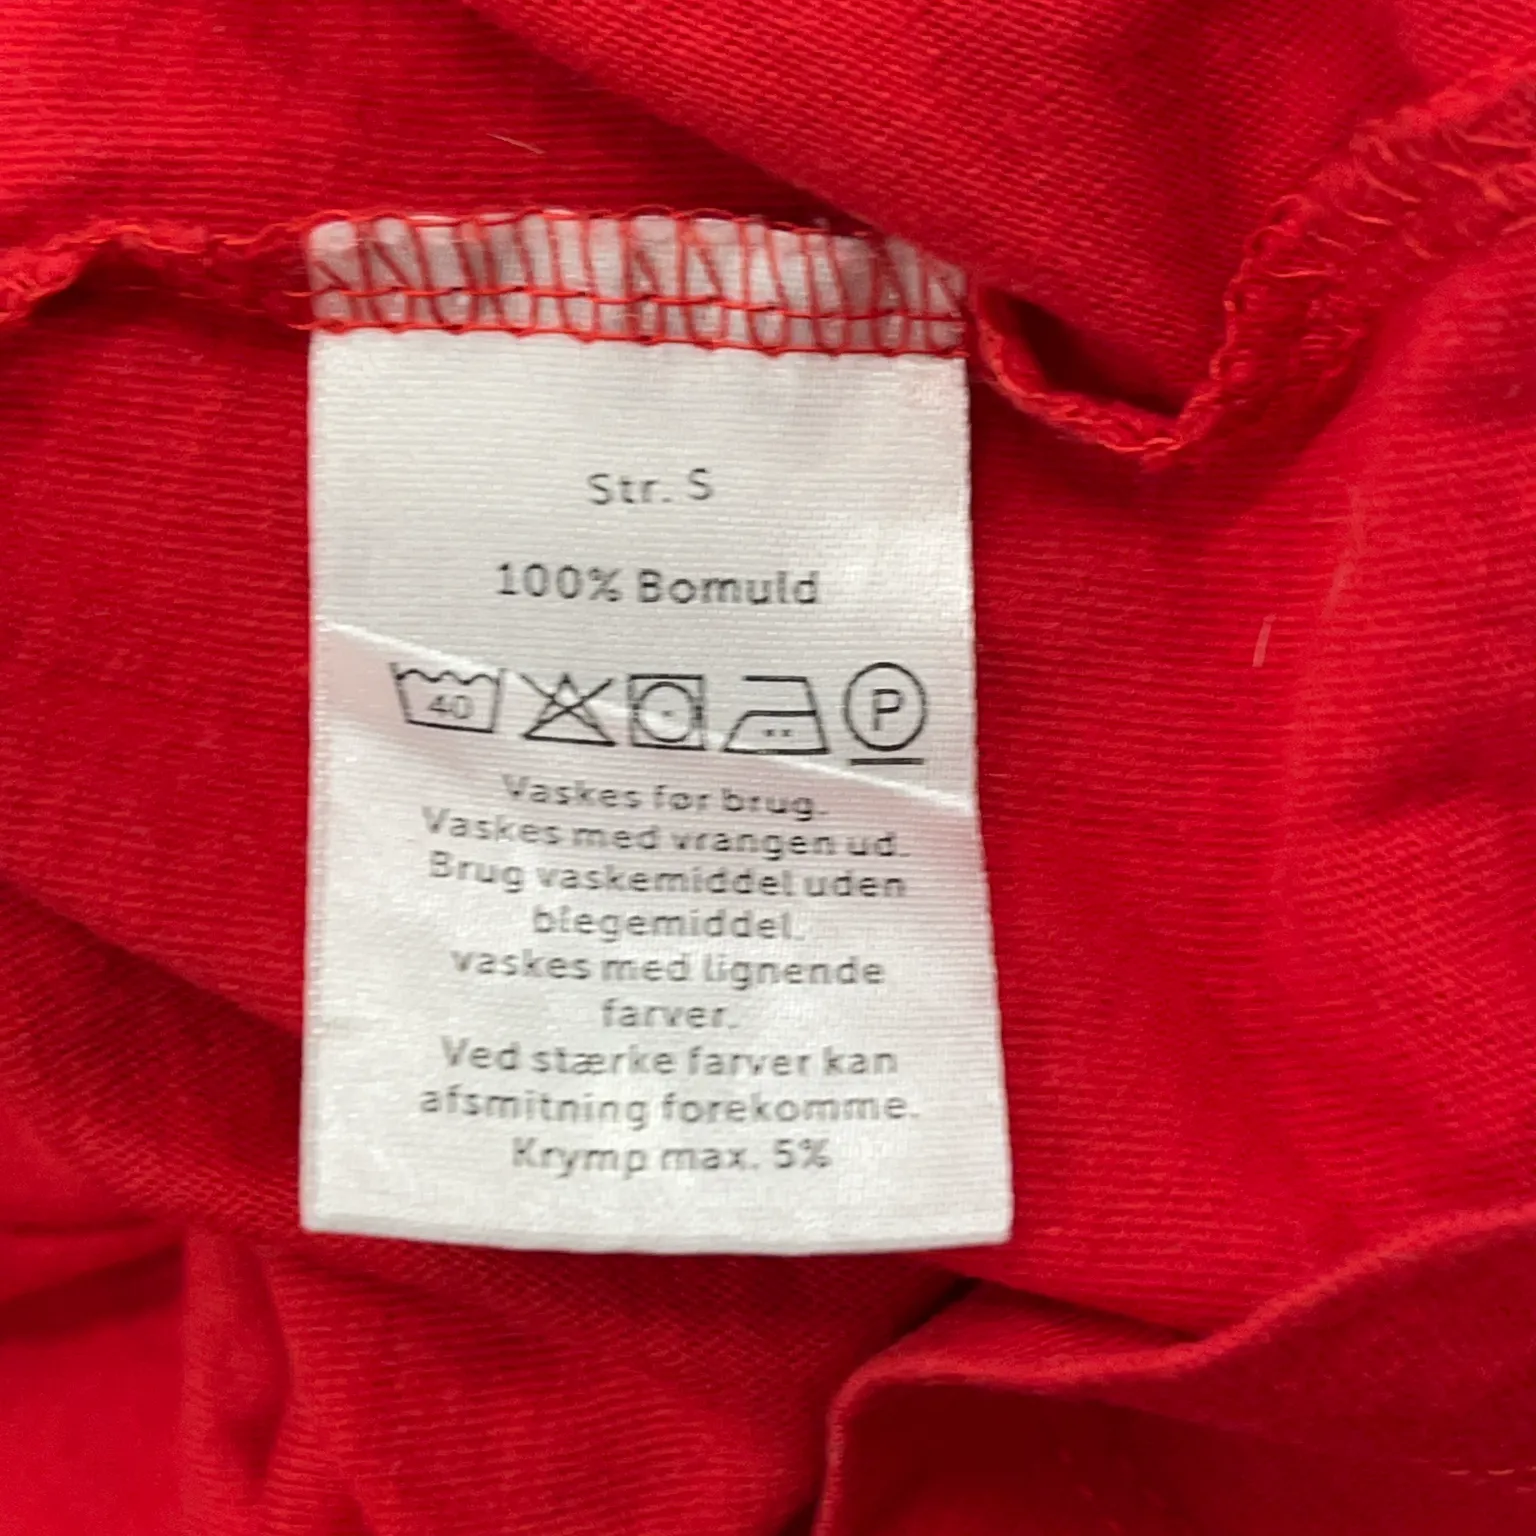 Str. S
100% Bomuld
40
P
Vaskes før brug.
Vaskes med vrangen ud.
Brug vaskemiddel uden
blegemiddel.
vaskes med lignende
farver.
Ved stærke farver kan
afsmitning forekomme.
Krymp max. 5%